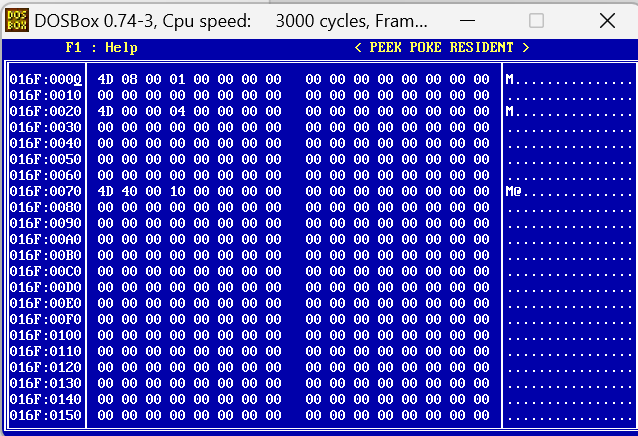 DOSBox 0.74-3, Cpu speed: 3000 cycles, Fram...
F1 : Help < PEEK POKE RESIDENT >
016F:0000 4D 08 00 01 00 00 00 00 00 00 00 00 00 00 00 00 M...............
016F:0010 00 00 00 00 00 00 00 00 00 00 00 00 00 00 00 00 ................
016F:0020 4D 00 00 04 00 00 00 00 00 00 00 00 00 00 00 00 M...............
016F:0030 00 00 00 00 00 00 00 00 00 00 00 00 00 00 00 00 ................
016F:0040 00 00 00 00 00 00 00 00 00 00 00 00 00 00 00 00 ................
016F:0050 00 00 00 00 00 00 00 00 00 00 00 00 00 00 00 00 ................
016F:0060 00 00 00 00 00 00 00 00 00 00 00 00 00 00 00 00 ................
016F:0070 4D 40 00 10 00 00 00 00 00 00 00 00 00 00 00 00 M@..............
016F:0080 00 00 00 00 00 00 00 00 00 00 00 00 00 00 00 00 ................
016F:0090 00 00 00 00 00 00 00 00 00 00 00 00 00 00 00 00 ................
016F:00A0 00 00 00 00 00 00 00 00 00 00 00 00 00 00 00 00 ................
016F:00B0 00 00 00 00 00 00 00 00 00 00 00 00 00 00 00 00 ................
016F:00C0 00 00 00 00 00 00 00 00 00 00 00 00 00 00 00 00 ................
016F:00D0 00 00 00 00 00 00 00 00 00 00 00 00 00 00 00 00 ................
016F:00E0 00 00 00 00 00 00 00 00 00 00 00 00 00 00 00 00 ................
016F:00F0 00 00 00 00 00 00 00 00 00 00 00 00 00 00 00 00 ................
016F:0100 00 00 00 00 00 00 00 00 00 00 00 00 00 00 00 00 ................
016F:0110 00 00 00 00 00 00 00 00 00 00 00 00 00 00 00 00 ................
016F:0120 00 00 00 00 00 00 00 00 00 00 00 00 00 00 00 00 ................
016F:0130 00 00 00 00 00 00 00 00 00 00 00 00 00 00 00 00 ................
016F:0140 00 00 00 00 00 00 00 00 00 00 00 00 00 00 00 00 ................
016F:0150 00 00 00 00 00 00 00 00 00 00 00 00 00 00 00 00 ................